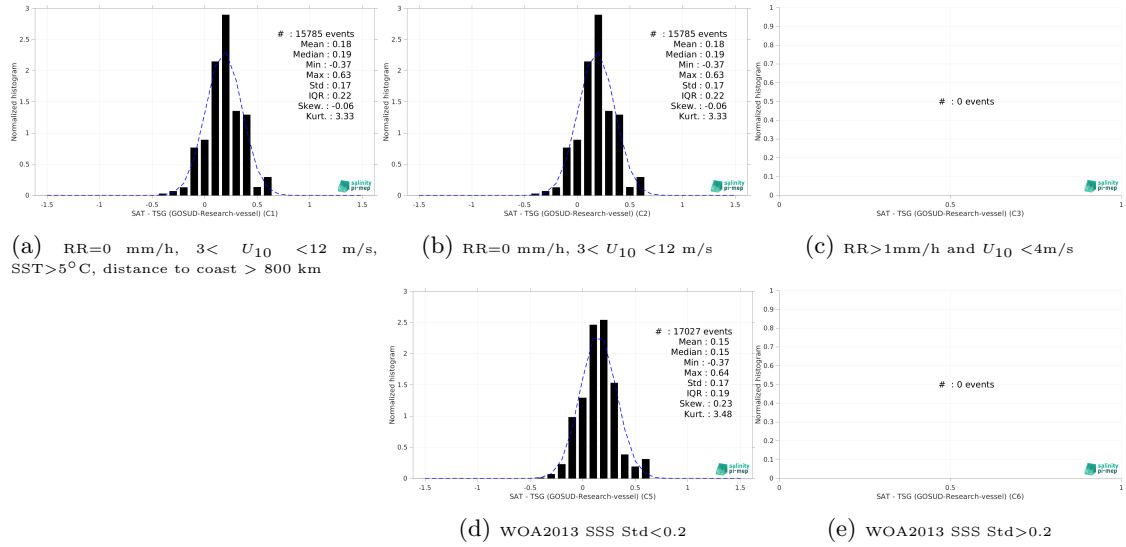 3
2.5
2
1.5
1
0.5
0
Normalized histogram
# : 15785 events
Mean : 0.18
Median : 0.19
Min : -0.37
Max : 0.63
Std : 0.17
IQR : 0.22
Skew. : -0.06
Kurt. : 3.33
salinity
pi-mep
-1.5 -1 -0.5 0 0.5 1 1.5
SAT - TSG (GOSUD-Research-vessel) (C1)
(a) RR=0 mm/h, 3< U10 <12 m/s,
SST>5°C, distance to coast > 800 km
3
2.5
2
1.5
1
0.5
0
Normalized histogram
# : 15785 events
Mean : 0.18
Median : 0.19
Min : -0.37
Max : 0.63
Std : 0.17
IQR : 0.22
Skew. : -0.06
Kurt. : 3.33
salinity
pi-mep
-1.5 -1 -0.5 0 0.5 1 1.5
SAT - TSG (GOSUD-Research-vessel) (C2)
(b) RR=0 mm/h, 3< U10 <12 m/s
1
0.9
0.8
0.7
0.6
0.5
0.4
0.3
0.2
0.1
0
Normalized histogram
# : 0 events
salinity
pi-mep
0.5 1
SAT - TSG (GOSUD-Research-vessel) (C3)
(c) RR>1mm/h and U10 <4m/s
3
2.5
2
1.5
1
0.5
0
Normalized histogram
# : 17027 events
Mean : 0.15
Median : 0.15
Min : -0.37
Max : 0.64
Std : 0.17
IQR : 0.19
Skew. : 0.23
Kurt. : 3.48
salinity
pi-mep
-1.5 -1 -0.5 0 0.5 1 1.5
SAT - TSG (GOSUD-Research-vessel) (C5)
(d) WOA2013 SSS Std<0.2
1
0.9
0.8
0.7
0.6
0.5
0.4
0.3
0.2
0.1
0
Normalized histogram
# : 0 events
salinity
pi-mep
0.5 1
SAT - TSG (GOSUD-Research-vessel) (C6)
(e) WOA2013 SSS Std>0.2